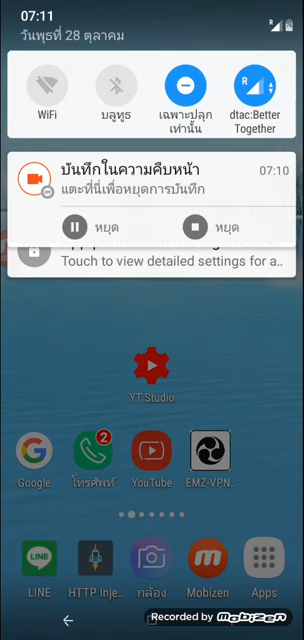 07:11
วันพุธที่ 28 ตุลาคม
WiFi
บลูทูธ
เฉพาะปลุก
เท่านั้น
dtac:Better
Together
บันทึกในความคืบหน้า
07:10
แตะที่นี่เพื่อหยุดการบันทึก
หยุด
หยุด
Touch to view detailed settings for a..
YT Studio
2
Google
โทรศัพท์
YouTube
EMZ-VPN..
LINE
LINE
HTTP Inje..
กล้อง
Mobizen
Apps
Recorded by mobizen